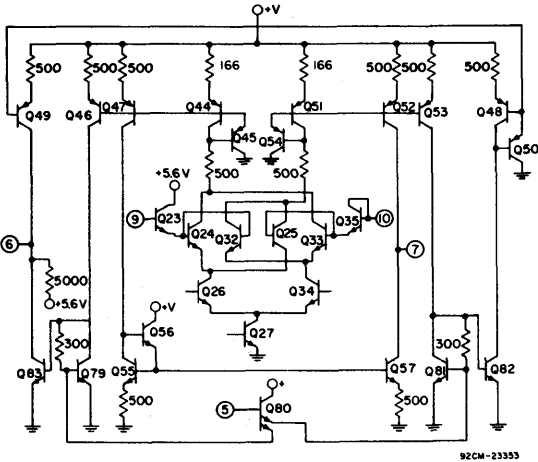 +V
500
500
500
166
166
500
500
500
Q49
Q46
Q47
Q44
Q51
Q52
Q53
Q48
Q45
Q54
Q50
500
500
+5.6V
9
Q23
Q24
Q32
Q25
Q33
Q35
10
6
7
5000
+5.6V
Q26
Q34
+V
Q56
Q27
300
300
Q83
Q79
Q55
Q57
Q81
Q82
500
500
+
5
Q80
92CM-23353